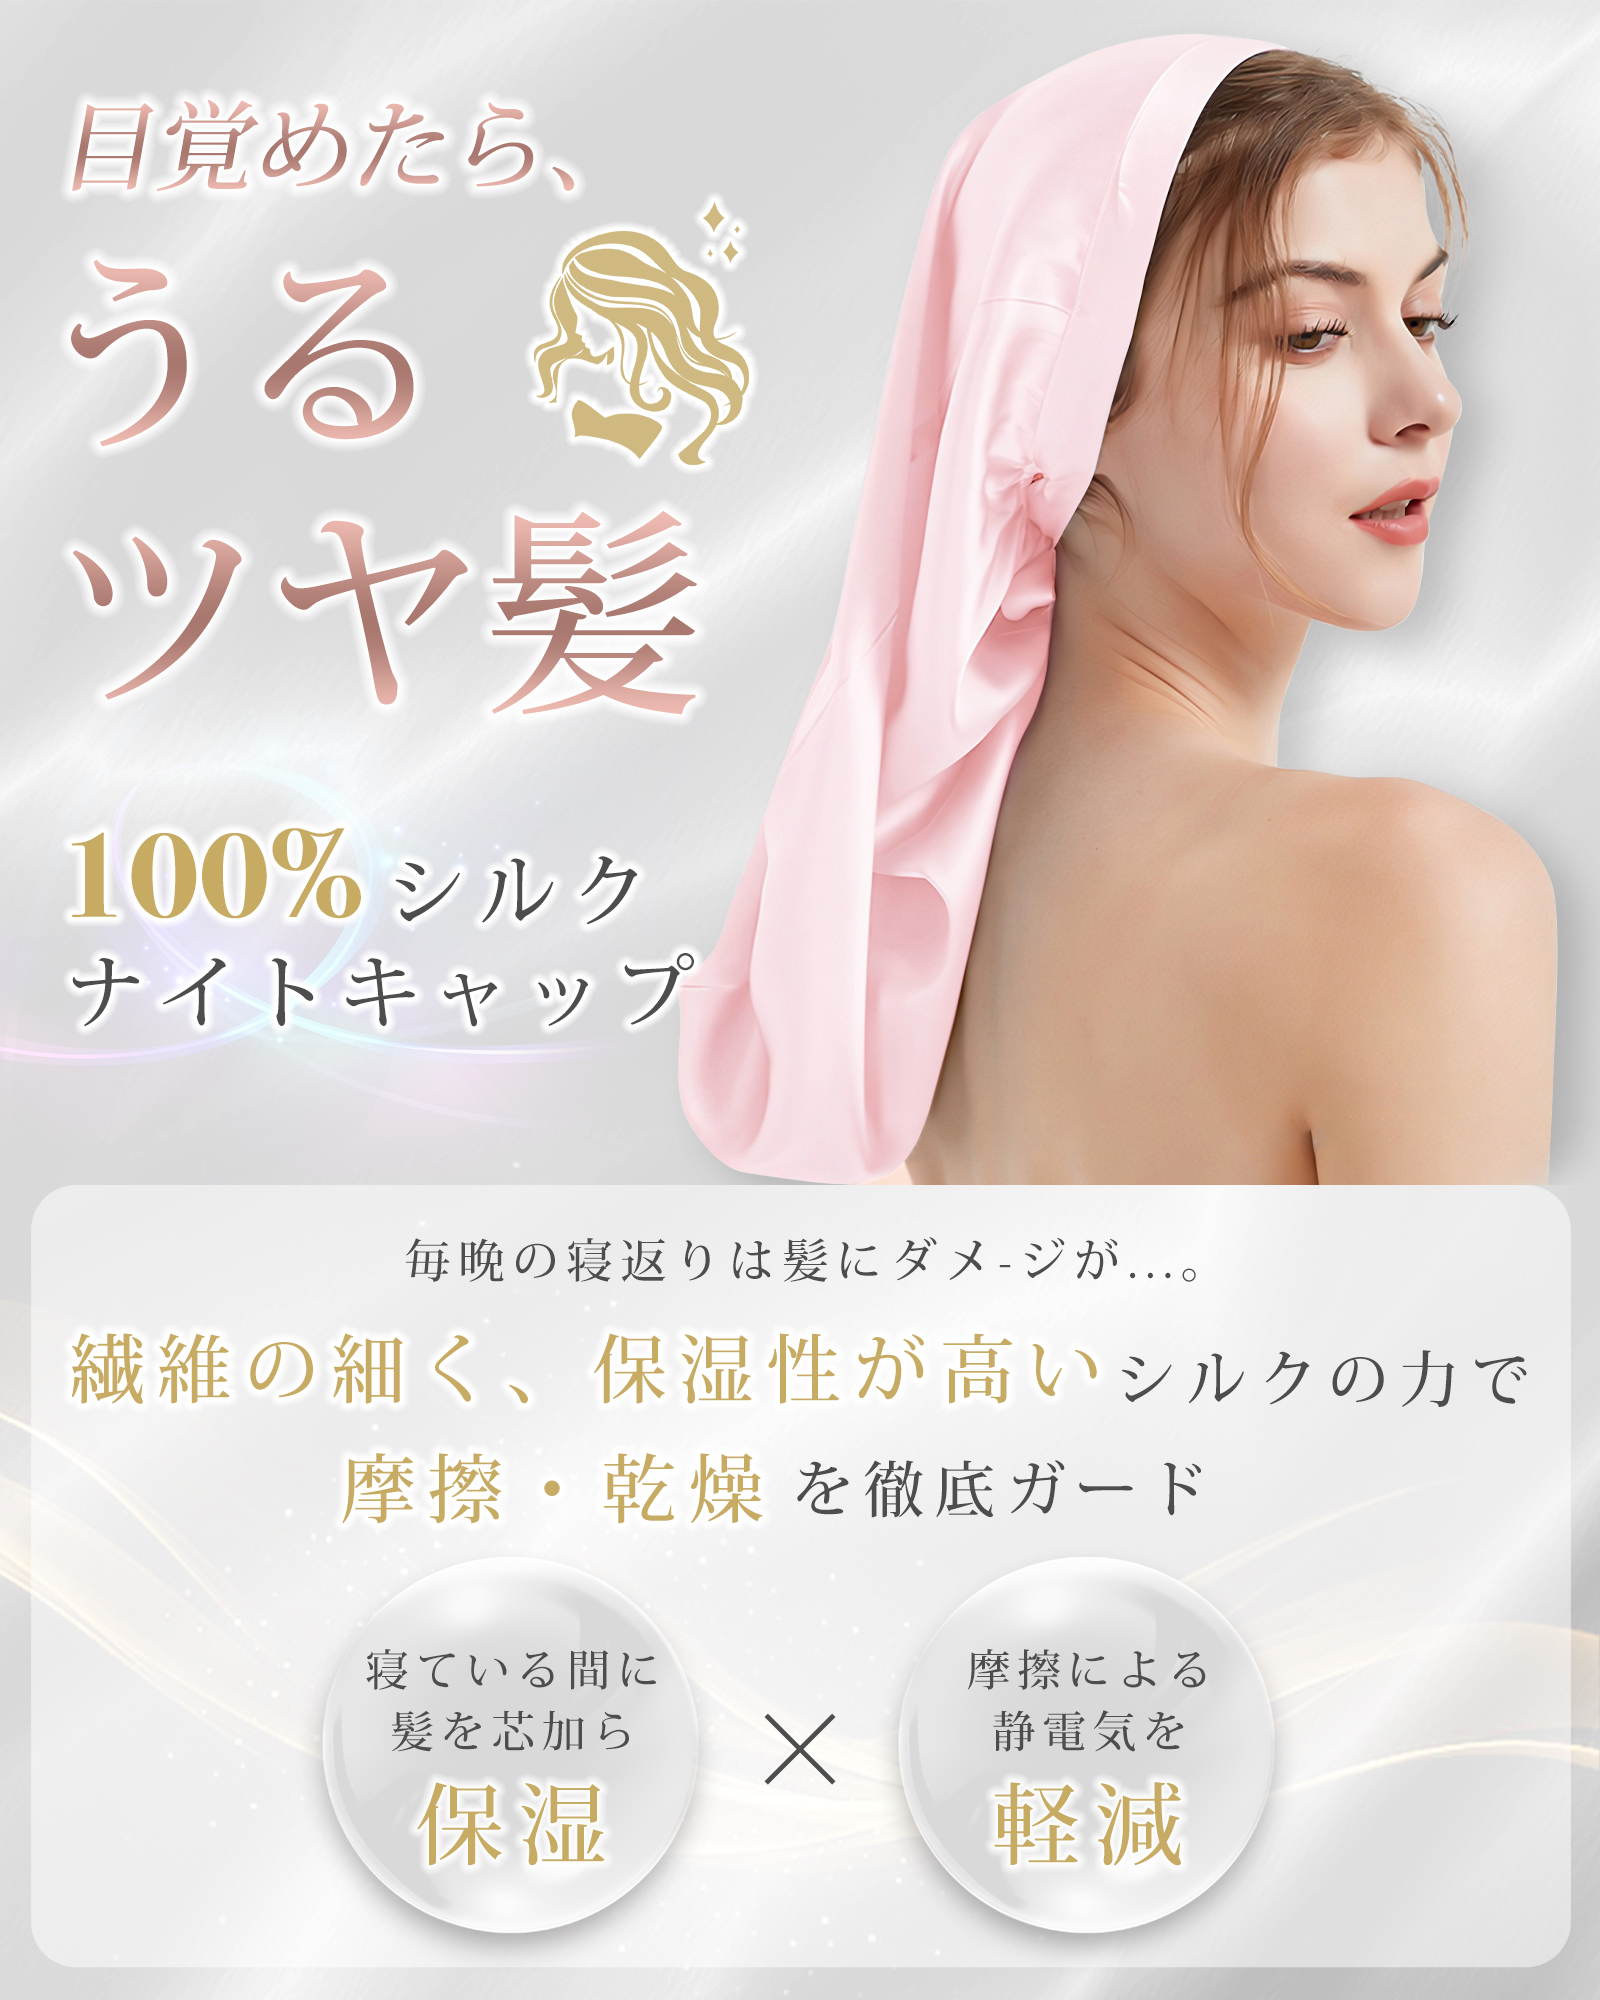 目覚めたら、
うる
ツヤ髪
100%シルク
ナイトキャップ
毎晩の寝返りは髪にダメ-ジが…。
繊維の細く、保湿性が高いシルクの力で
摩擦・乾燥を徹底ガード
寝ている間に
髪を芯加ら
保湿
×
摩擦による
静電気を
軽減